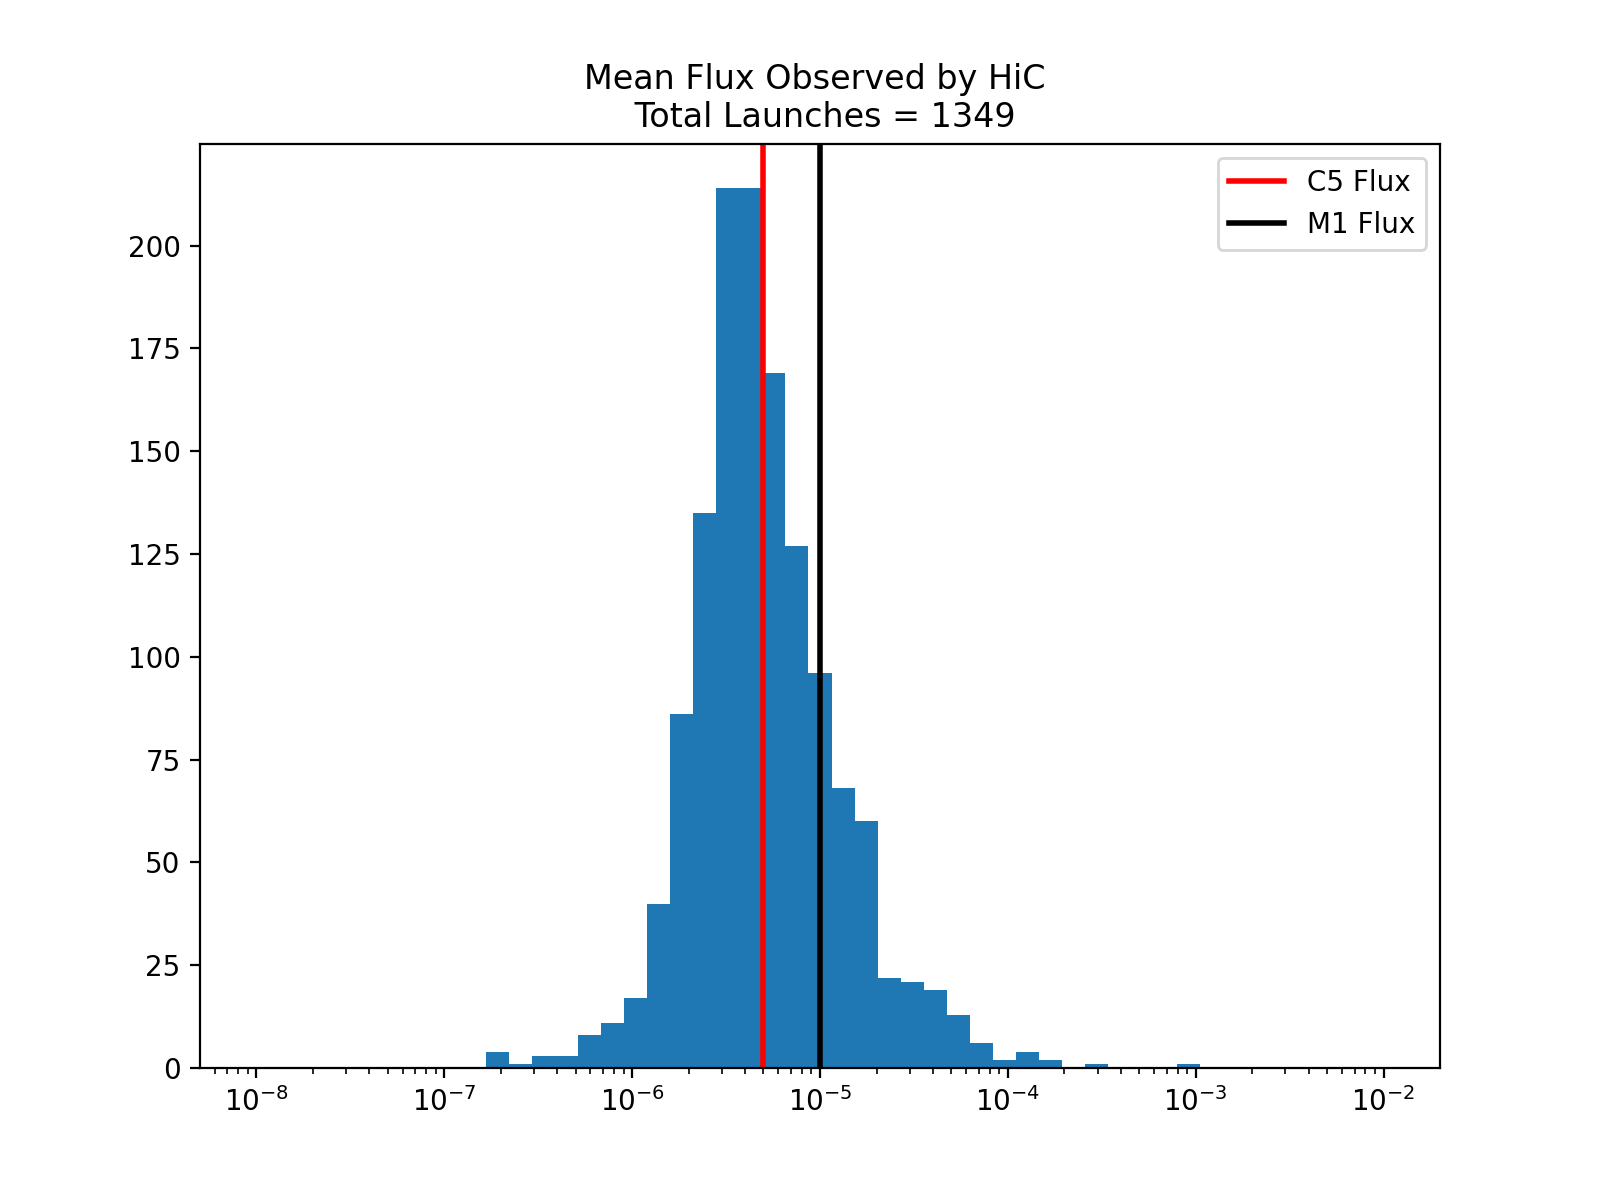 Mean Flux Observed by HiC
Total Launches = 1349
C5 Flux
M1 Flux
200
175
150
125
100
75
50
25
0
10⁻⁸ 10⁻⁷ 10⁻⁶ 10⁻⁵ 10⁻⁴ 10⁻³ 10⁻²